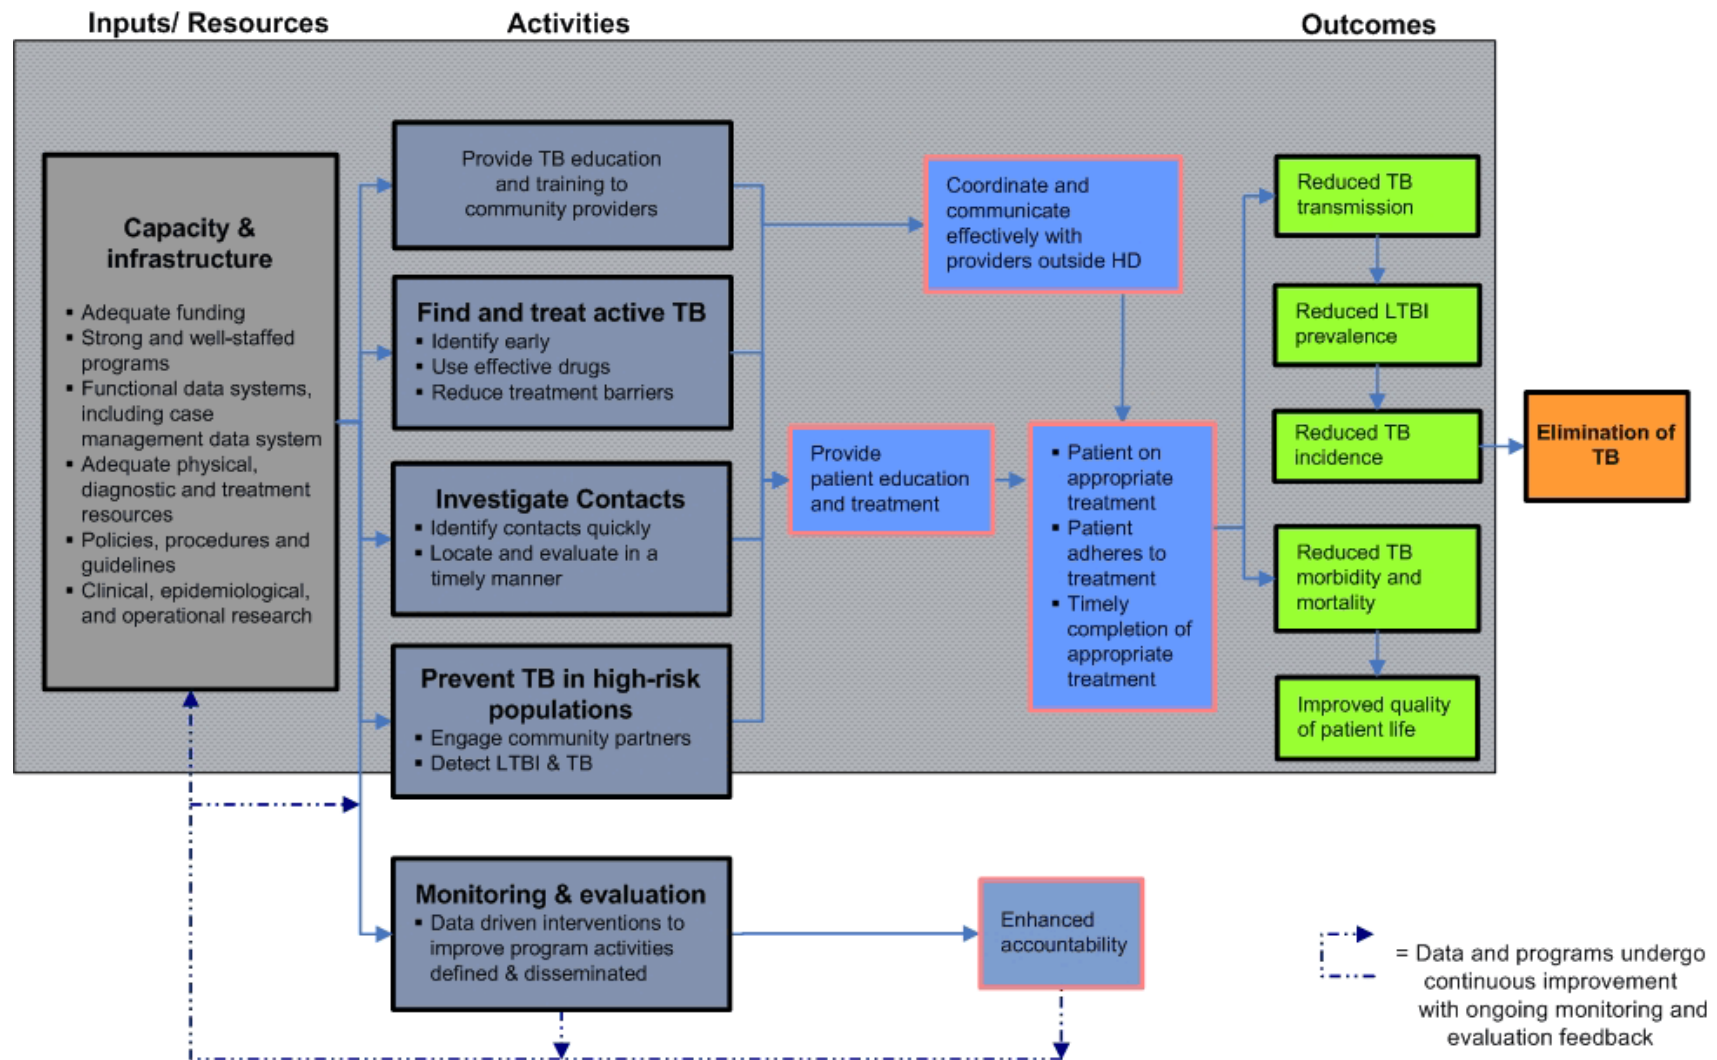 Inputs/ Resources
Activities
Outcomes
Capacity &
infrastructure
▪ Adequate funding
▪ Strong and well-staffed
programs
▪ Functional data systems,
including case
management data system
▪ Adequate physical,
diagnostic and treatment
resources
▪ Policies, procedures and
guidelines
▪ Clinical, epidemiological,
and operational research
Provide TB education
and training to
community providers
Find and treat active TB
▪ Identify early
▪ Use effective drugs
▪ Reduce treatment barriers
Investigate Contacts
▪ Identify contacts quickly
▪ Locate and evaluate in a
timely manner
Prevent TB in high-risk
populations
▪ Engage community partners
▪ Detect LTBI & TB
Monitoring & evaluation
▪ Data driven interventions to
improve program activities
defined & disseminated
Coordinate and
communicate
effectively with
providers outside HD
Provide
patient education
and treatment
▪ Patient on
appropriate
treatment
▪ Patient
adheres to
treatment
▪ Timely
completion of
appropriate
treatment
Enhanced
accountability
Reduced TB
transmission
Reduced LTBI
prevalence
Reduced TB
incidence
Reduced TB
morbidity and
mortality
Improved quality
of patient life
Elimination of
TB
= Data and programs undergo
continuous improvement
with ongoing monitoring and
evaluation feedback